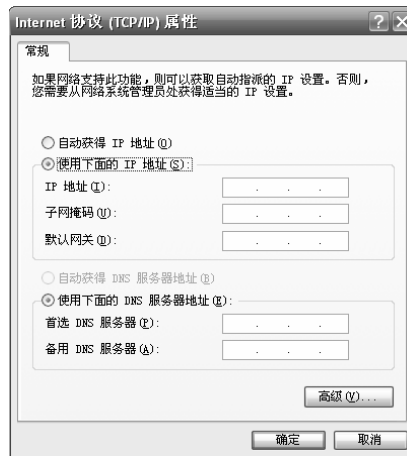 Internet 协议 (TCP/IP) 属性
常规
如果网络支持此功能，则可以获取自动指派的 IP 设置。否则，
您需要从网络系统管理员处获得适当的 IP 设置。
自动获得 IP 地址(O)
使用下面的 IP 地址(S):
IP 地址(I):
子网掩码(U):
默认网关(D):
自动获得 DNS 服务器地址(B)
使用下面的 DNS 服务器地址(E):
首选 DNS 服务器(P):
备用 DNS 服务器(A):
高级(V)...
确定
取消